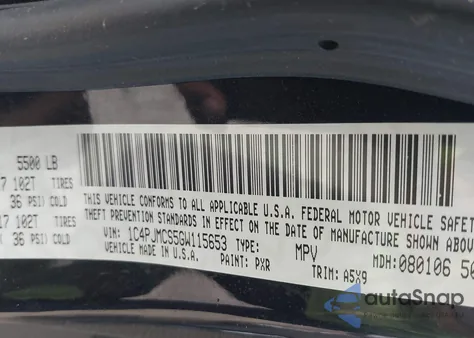 5500 LB
7 102T TIRES
36 PSI) COLD
17 102T TIRES
36 PSI) COLD
THIS VEHICLE CONFORMS TO ALL APPLICABLE U.S.A. FEDERAL MOTOR VEHICLE SAFETY
THEFT PREVENTION STANDARDS IN EFFECT ON THE DATE OF MANUFACTURE SHOWN ABOV
VIN: 1C4PJMCS5GW115653 TYPE: MPV
VEHICLE MADE IN U.S.A. PAINT: PXR TRIM: A5X9 MDH: 080106
autoSnap